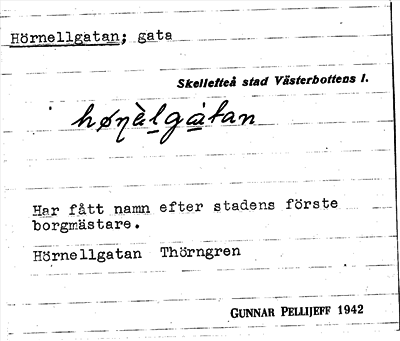 Hörnellgatan; gata
Skellefteå stad Västerbottens l.
Har fått namn efter stadens förste
borgmästare.
Hörnellgatan Thörngren
GUNNAR PELLIJEFF 1942